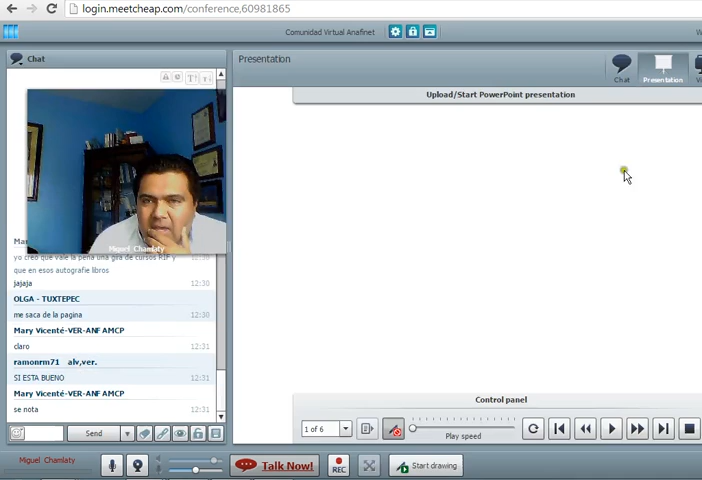 login.meetcheap.com/conference,60981865
Comunidad Virtual Anafinet
Chat
Presentation
Chat
Presentation
Upload/Start PowerPoint presentation
Miguel Chamlaty
12:30
yo creo que vale la pena una gira de cursos RIF y
que en esos autografie libros
jajaja 12:30
OLGA - TUXTEPEC
me saca de la pagina 12:30
Mary Vicenté-VER-ANF AMCP
claro 12:31
ramonrm71 alv,ver.
SI ESTA BUENO 12:31
Mary Vicenté-VER-ANF AMCP
se nota 12:31
Control panel
1 of 6
Play speed
Send
Miguel Chamlaty
Talk Now!
REC
Start drawing